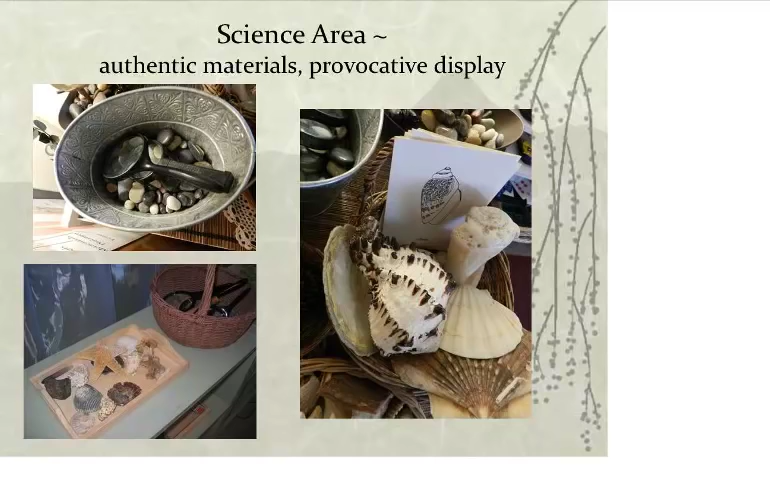 Science Area ~
authentic materials, provocative display